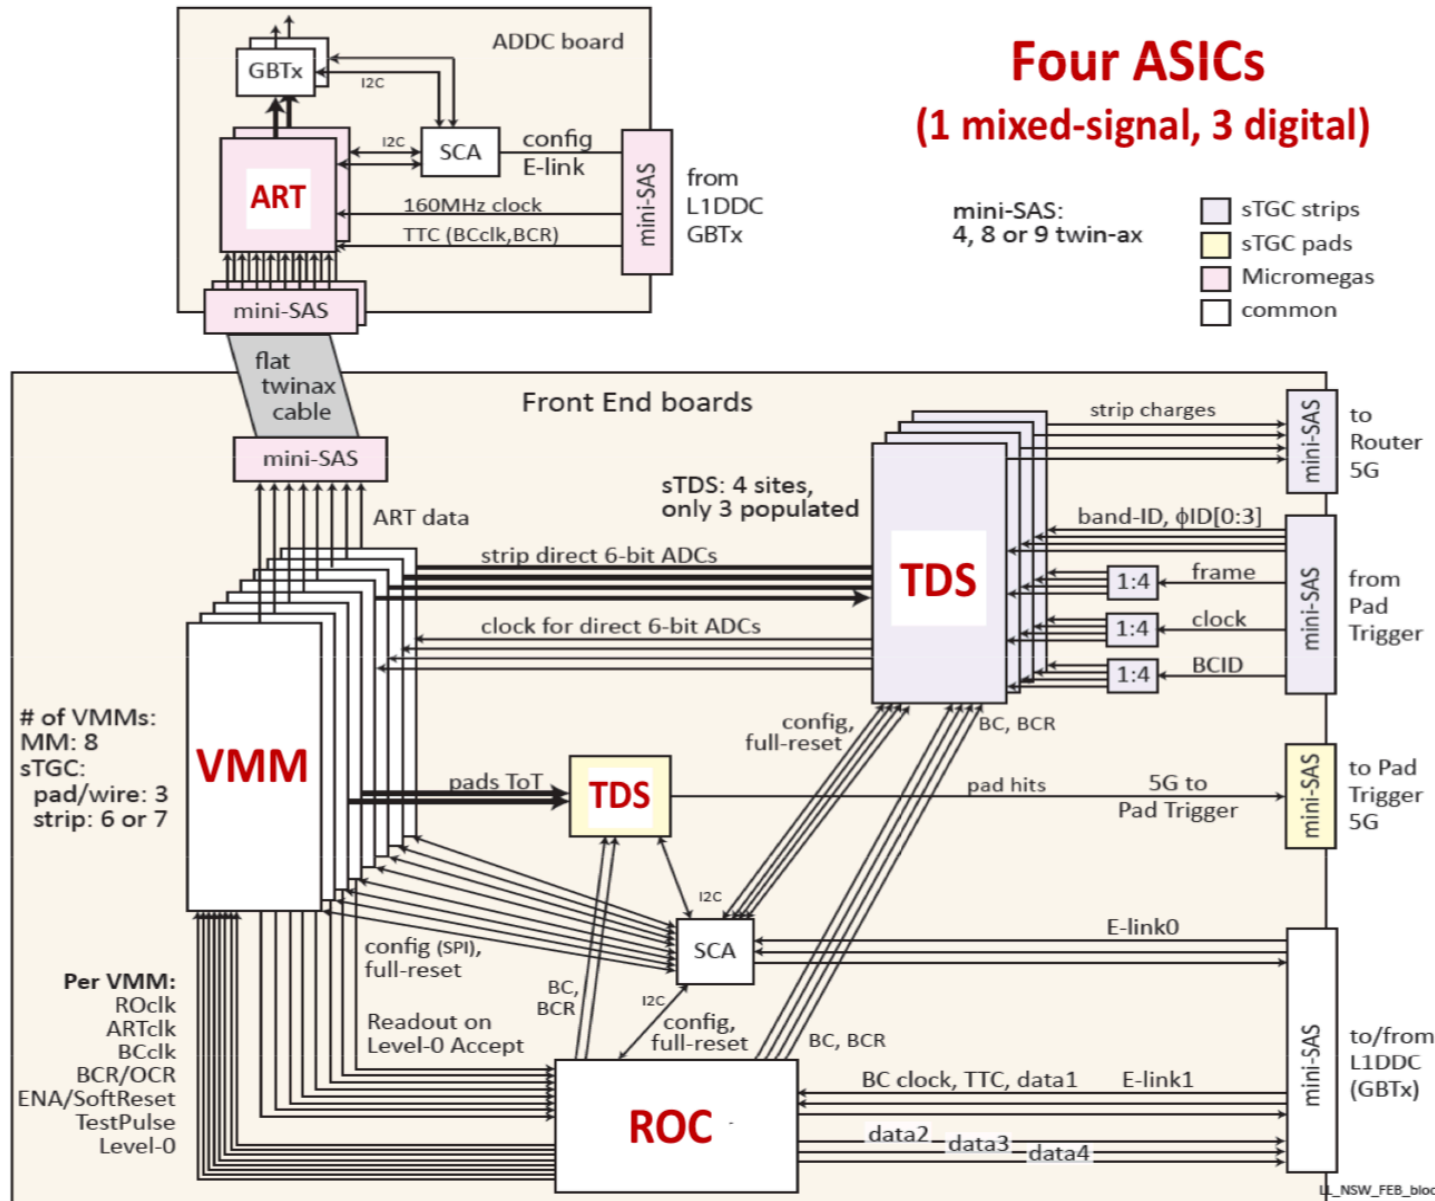 ADDC board
GBTx
I2C
ART
I2C
SCA
config
E-link
160MHz clock
TTC (BCclk,BCR)
mini-SAS
from
L1DDC
GBTx
mini-SAS
flat
twinax
cable
Four ASICs
(1 mixed-signal, 3 digital)
mini-SAS:
4, 8 or 9 twin-ax
sTGC strips
sTGC pads
Micromegas
common
Front End boards
mini-SAS
ART data
sTDS: 4 sites,
only 3 populated
strip direct 6-bit ADCs
clock for direct 6-bit ADCs
TDS
strip charges
mini-SAS
to
Router
5G
band-ID, ϕID[0:3]
1:4
frame
1:4
clock
1:4
BCID
mini-SAS
from
Pad
Trigger
# of VMMs:
MM: 8
sTGC:
pad/wire: 3
strip: 6 or 7
VMM
pads ToT
TDS
config,
full-reset
BC, BCR
pad hits
5G to
Pad Trigger
mini-SAS
to Pad
Trigger
5G
I2C
SCA
E-link0
config (SPI),
full-reset
BC,
BCR
I2C
config,
full-reset
BC, BCR
Per VMM:
ROclk
ARTclk
BCclk
BCR/OCR
ENA/SoftReset
TestPulse
Level-0
Readout on
Level-0 Accept
ROC
BC clock, TTC, data1
E-link1
data2
data3
data4
mini-SAS
to/from
L1DDC
(GBTx)